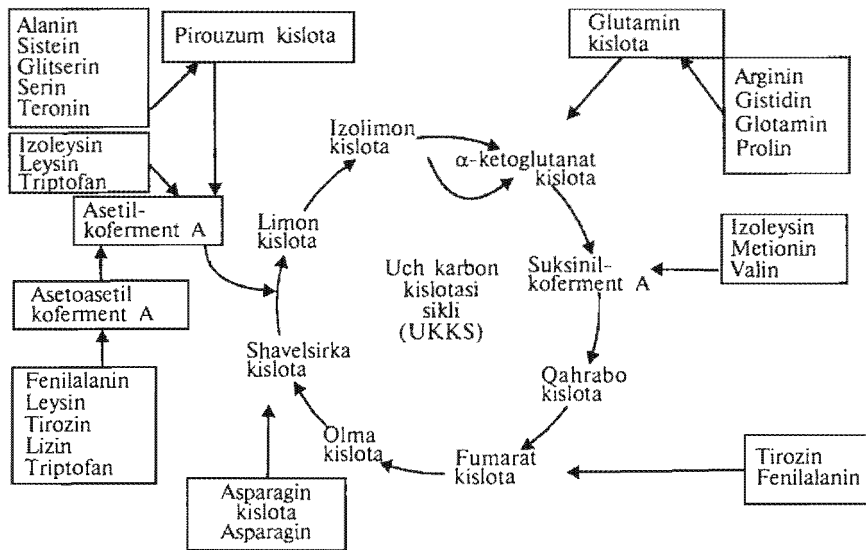 Alanin
Sistein
Glitserin
Serin
Teronin
Pirouzum kislota
Glutamin
kislota
Arginin
Gistidin
Glotamin
Prolin
Izoleysin
Leysin
Triptofan
Izolimon
kislota
α-ketoglutanat
kislota
Asetil-
koferment A
Limon
kislota
Uch karbon
kislotasi
sikli
(UKKS)
Suksinil-
koferment A
Izoleysin
Metionin
Valin
Asetoasetil
koferment A
Shavelsirka
kislota
Qahrabo
kislota
Fenilalanin
Leysin
Tirozin
Lizin
Triptofan
Olma
kislota
Fumarat
kislota
Tirozin
Fenilalanin
Asparagin
kislota
Asparagin